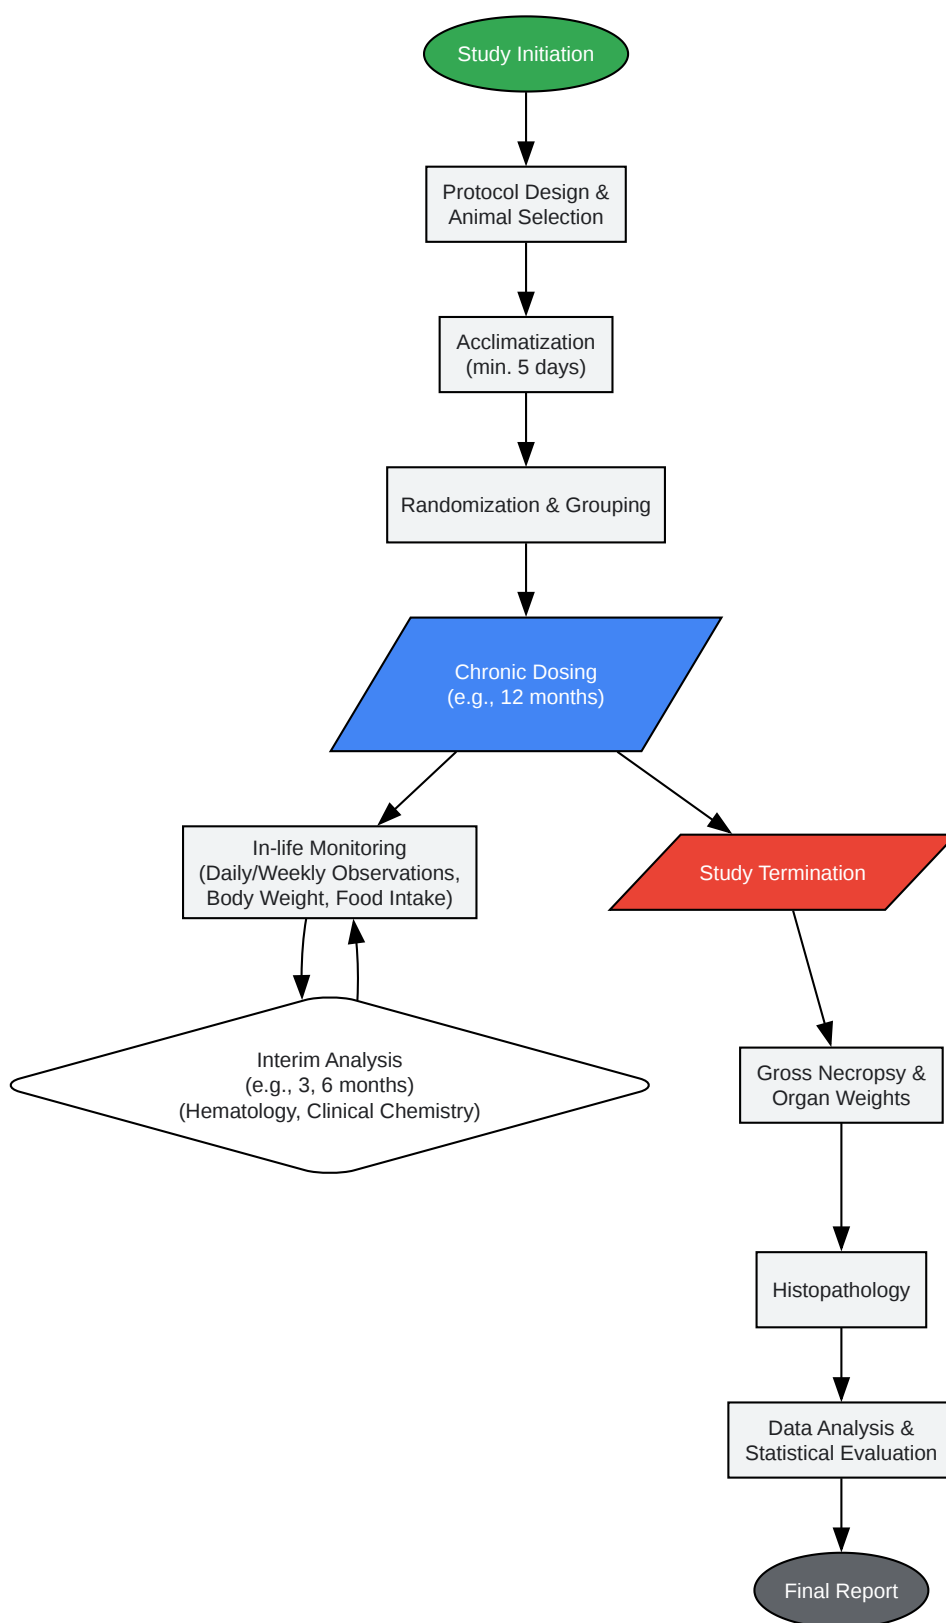 Study Initiation
Protocol Design &
Animal Selection
Acclimatization
(min. 5 days)
Randomization & Grouping
Chronic Dosing
(e.g., 12 months)
In-life Monitoring
(Daily/Weekly Observations,
Body Weight, Food Intake)
Study Termination
Interim Analysis
(e.g., 3, 6 months)
(Hematology, Clinical Chemistry)
Gross Necropsy &
Organ Weights
Histopathology
Data Analysis &
Statistical Evaluation
Final Report